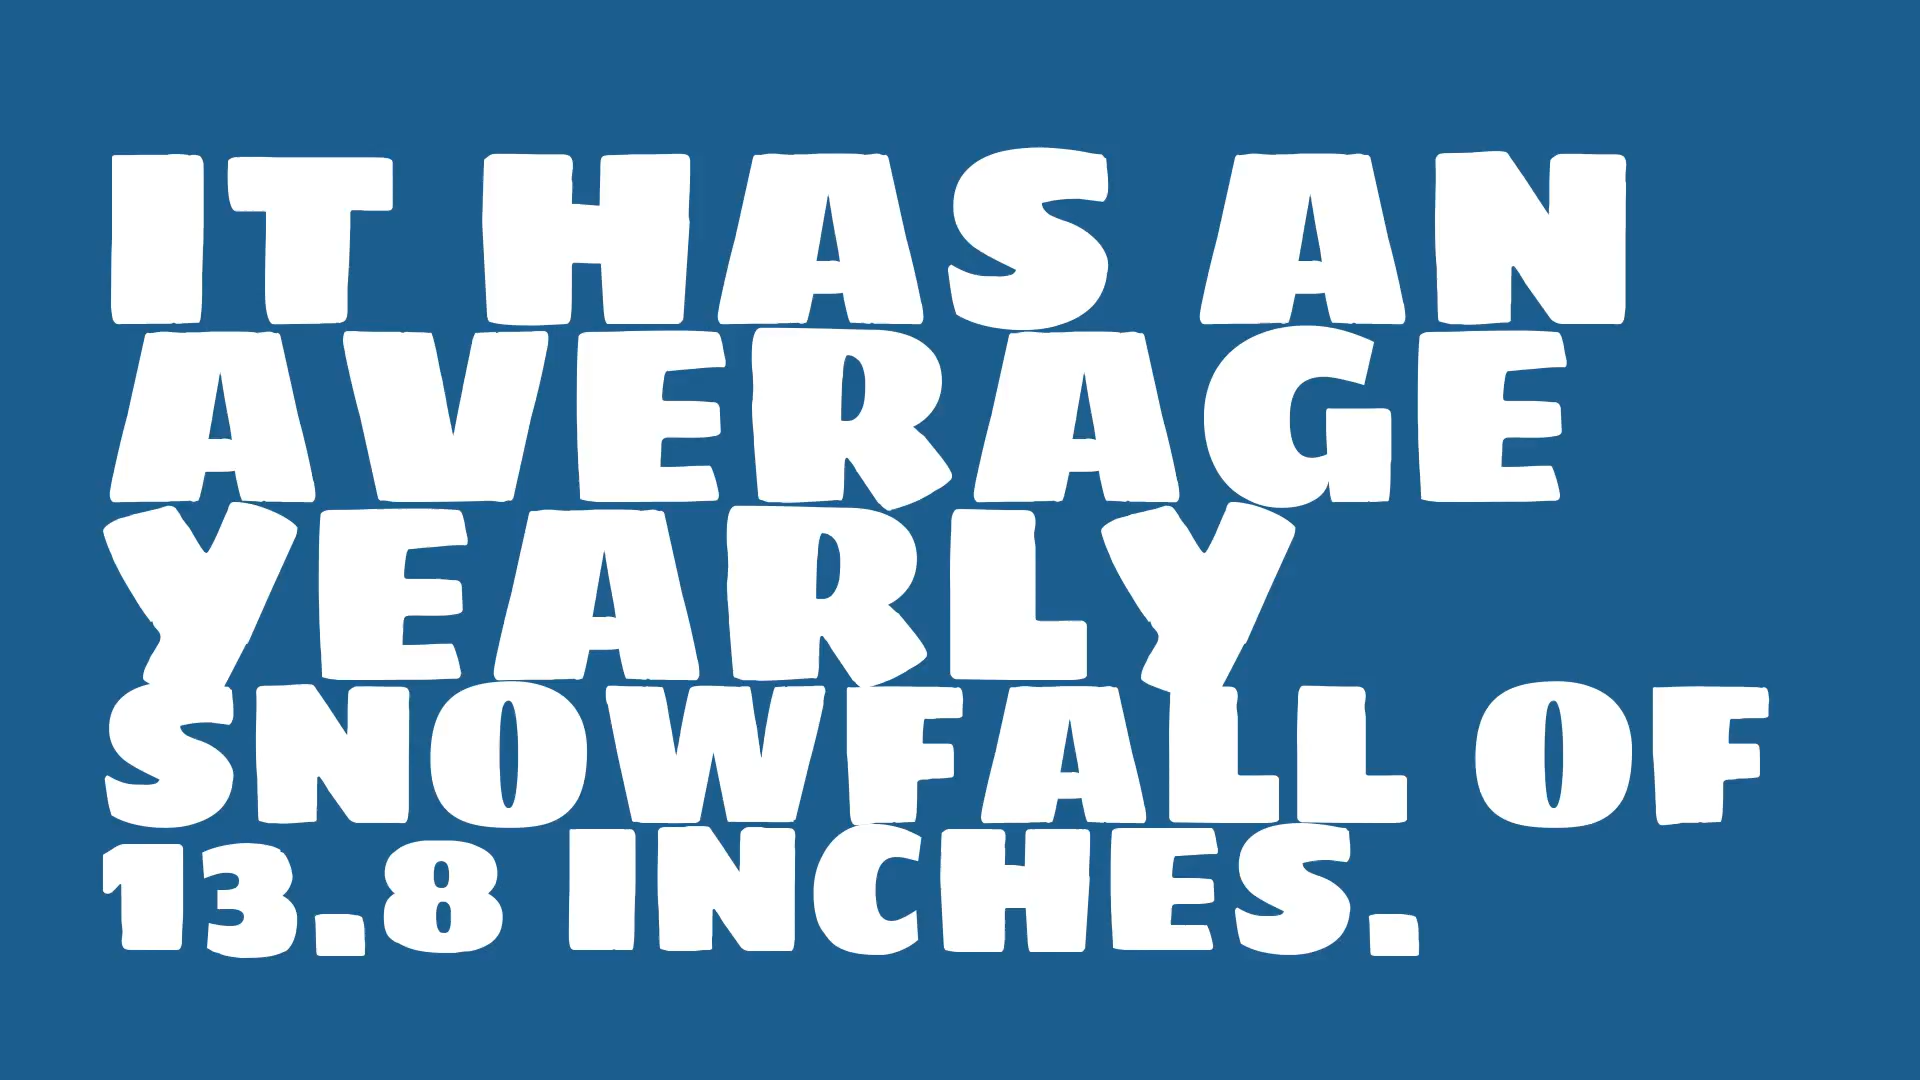 IT HAS AN
AVERAGE
YEARLY
SNOWFALL OF
13.8 INCHES.